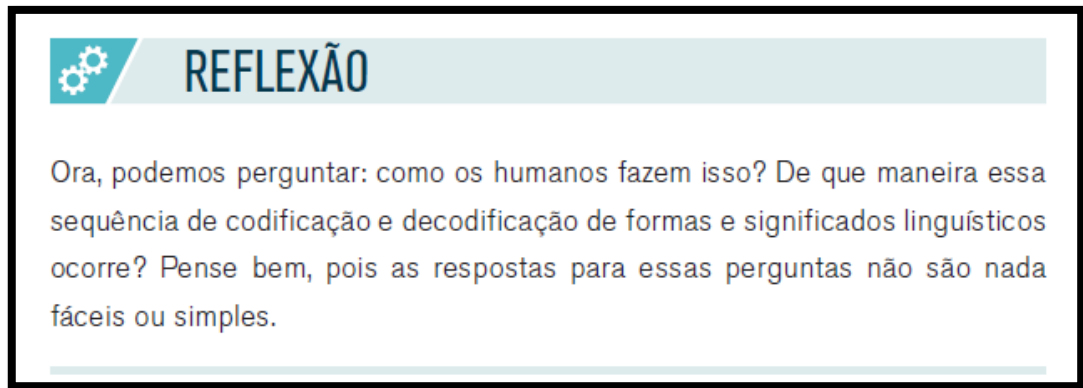 REFLEXÃO
Ora, podemos perguntar: como os humanos fazem isso? De que maneira essa
sequência de codificação e decodificação de formas e significados linguísticos
ocorre? Pense bem, pois as respostas para essas perguntas não são nada
fáceis ou simples.